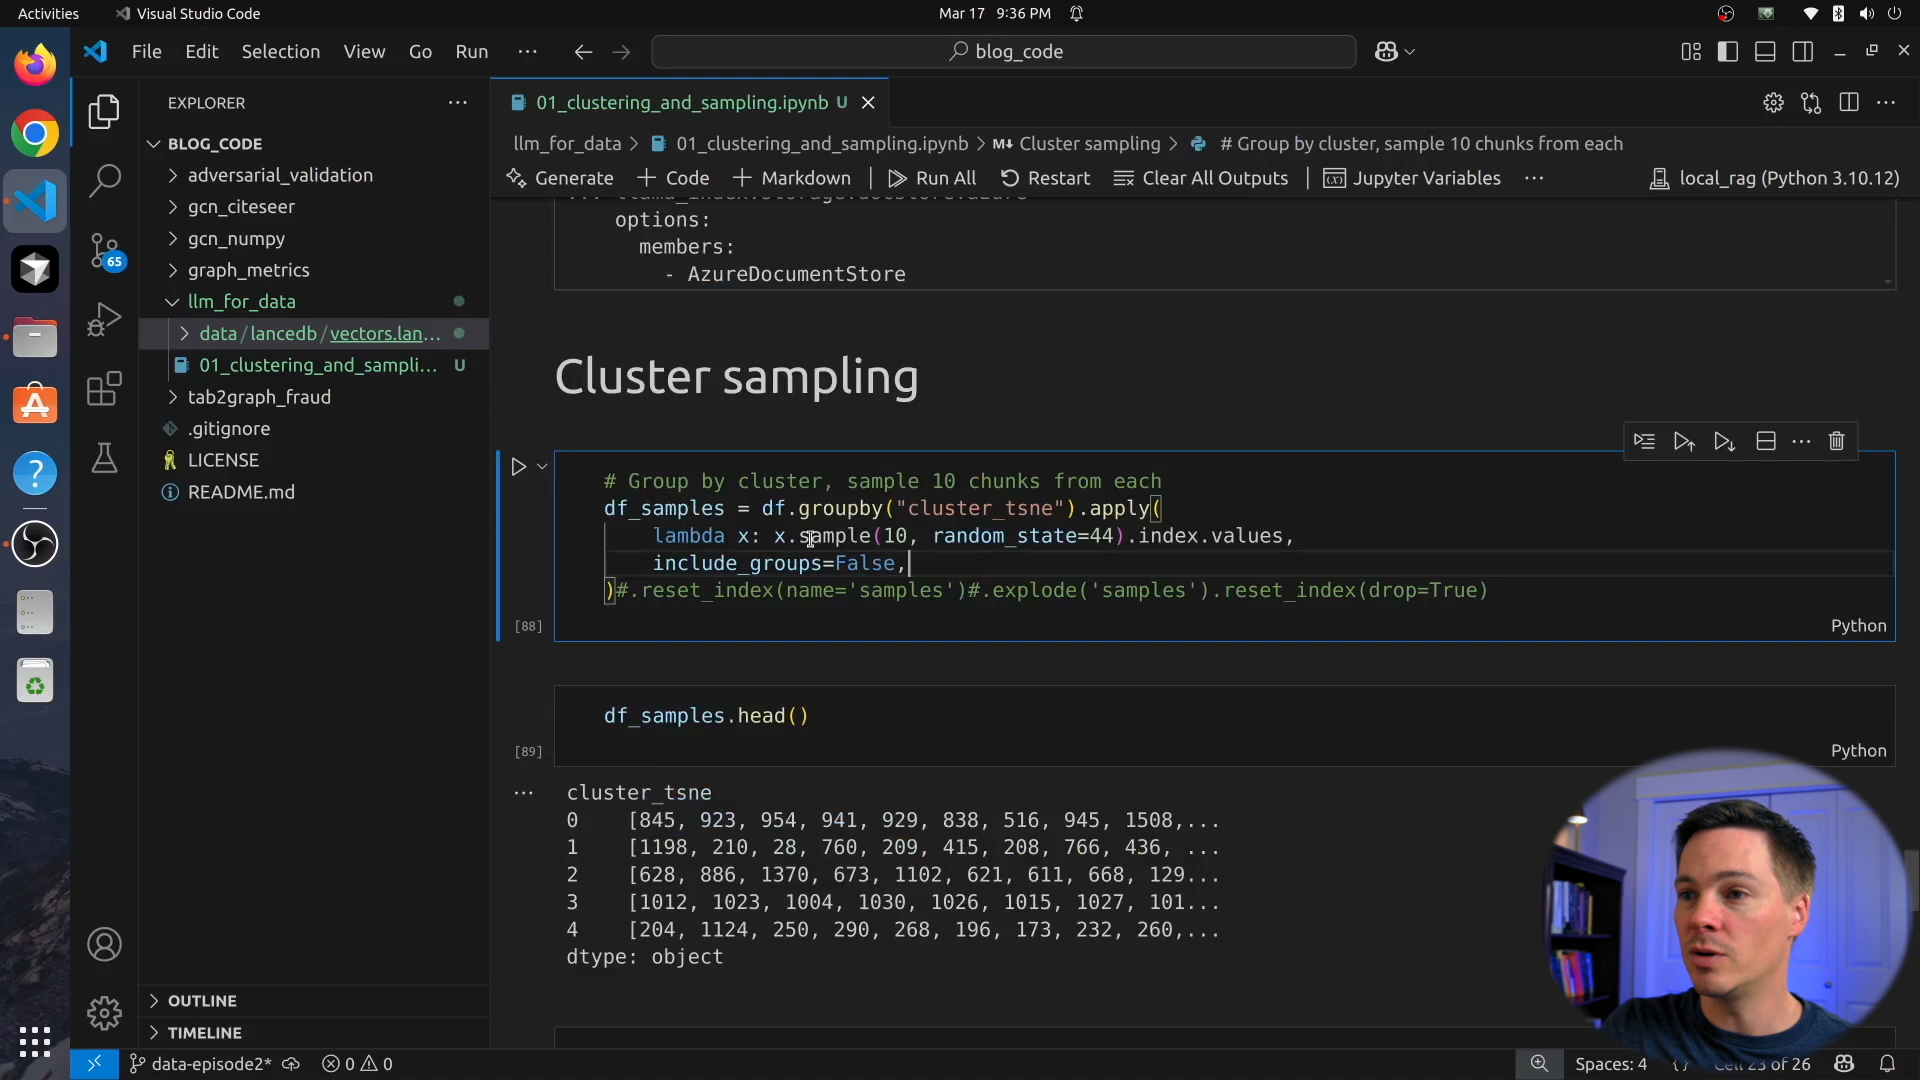 Activities
Visual Studio Code
Mar 17 9:36 PM
File Edit Selection View Go Run ···
blog_code
EXPLORER
01_clustering_and_sampling.ipynb U
BLOG_CODE
llm_for_data > 01_clustering_and_sampling.ipynb > M↓ Cluster sampling > # Group by cluster, sample 10 chunks from each
adversarial_validation
Generate + Code + Markdown Run All Restart Clear All Outputs Jupyter Variables ··· local_rag (Python 3.10.12)
gcn_citeseer
gcn_numpy
65
graph_metrics
llm_for_data
data/lancedb/vectors.lan...
01_clustering_and_sampli... U
tab2graph_fraud
.gitignore
LICENSE
README.md
options:
members:
- AzureDocumentStore
Cluster sampling
# Group by cluster, sample 10 chunks from each
df_samples = df.groupby("cluster_tsne").apply(
lambda x: x.sample(10, random_state=44).index.values,
include_groups=False,
)#.reset_index(name='samples')#.explode('samples').reset_index(drop=True)
[88]
Python
df_samples.head()
[89]
Python
cluster_tsne
0 [845, 923, 954, 941, 929, 838, 516, 945, 1508,...
1 [1198, 210, 28, 760, 209, 415, 208, 766, 436, ...
2 [628, 886, 1370, 673, 1102, 621, 611, 668, 129...
3 [1012, 1023, 1004, 1030, 1026, 1015, 1027, 101...
4 [204, 1124, 250, 290, 268, 196, 173, 232, 260,...
dtype: object
OUTLINE
TIMELINE
data-episode2* 0 0 Spaces: 4 {} Cell 23 of 26